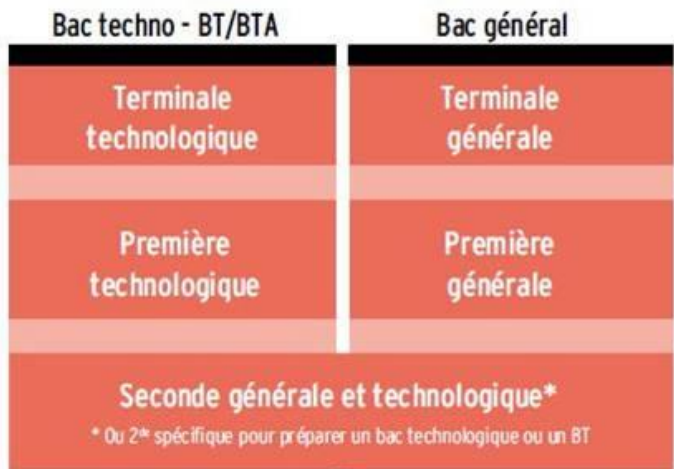 Bac techno - BT/BTA
Bac général
Terminale
technologique
Terminale
générale
Première
technologique
Première
générale
Seconde générale et technologique*
* Ou 2de spécifique pour préparer un bac technologique ou un BT